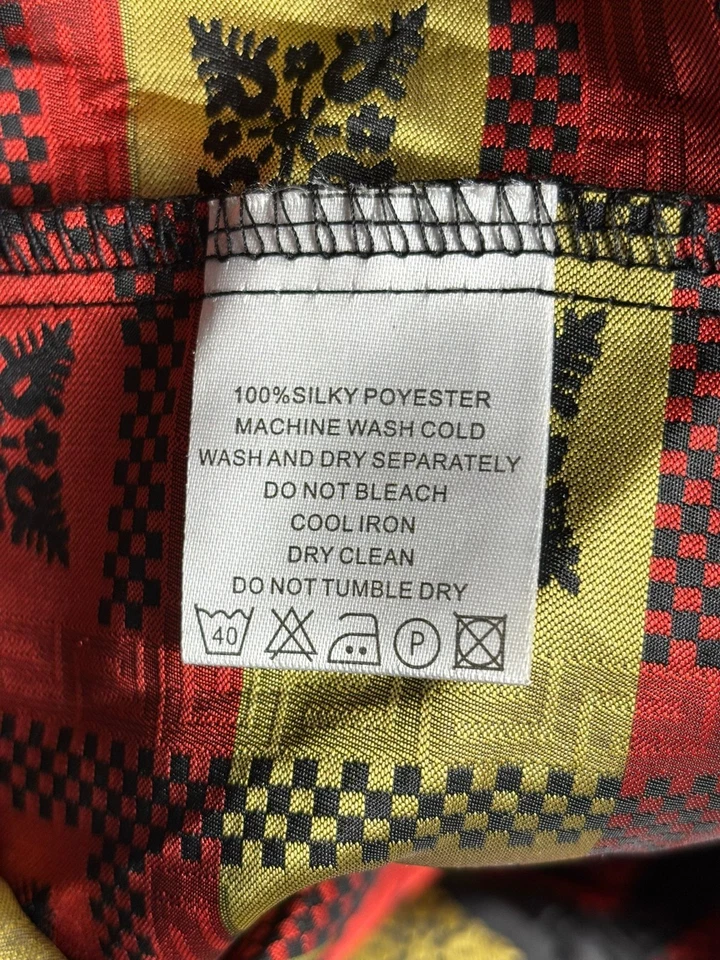 100%SILKY POYESTER
MACHINE WASH COLD
WASH AND DRY SEPARATELY
DO NOT BLEACH
COOL IRON
DRY CLEAN
DO NOT TUMBLE DRY
40 P